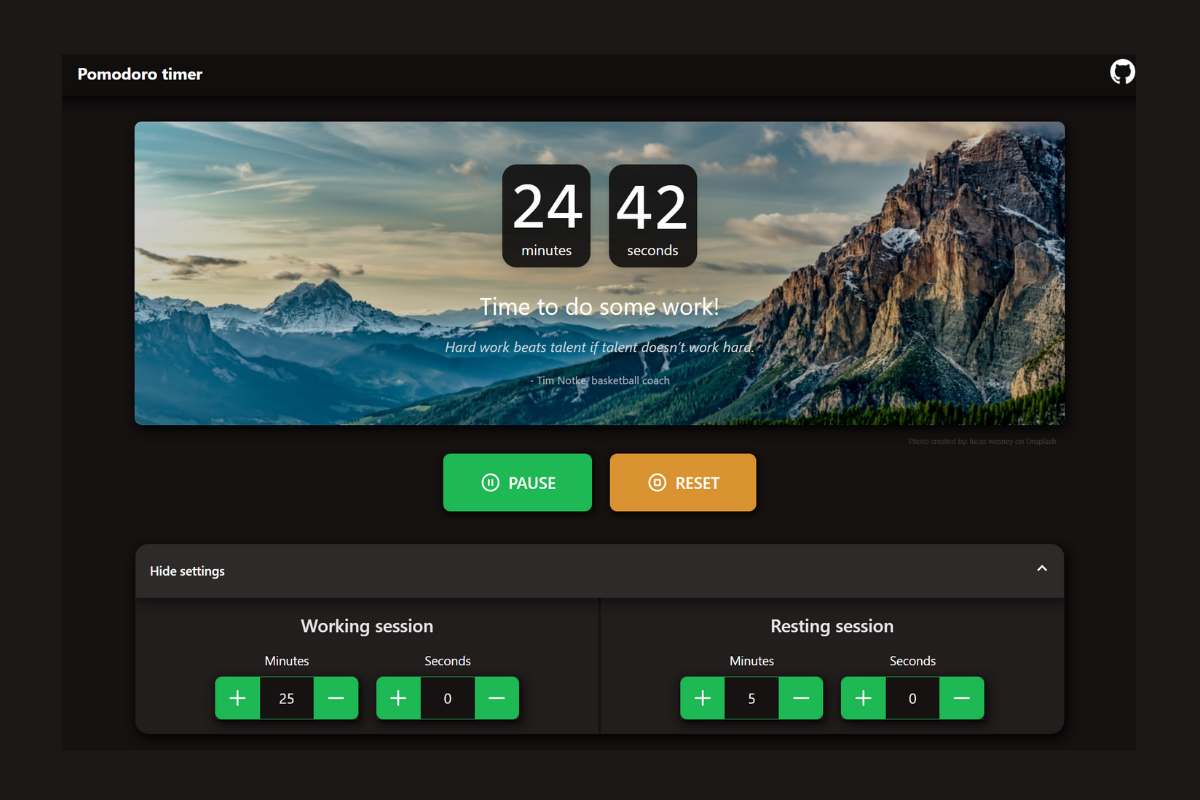 Pomodoro timer
24 42
minutes seconds
Time to do some work!
Hard work beats talent if talent doesn't work hard.
- Tim Notke, basketball coach
Photo created by: lucas wesney on Unsplash
PAUSE RESET
Hide settings
Working session Resting session
Minutes Seconds Minutes Seconds
+ 25 − + 0 − + 5 − + 0 −